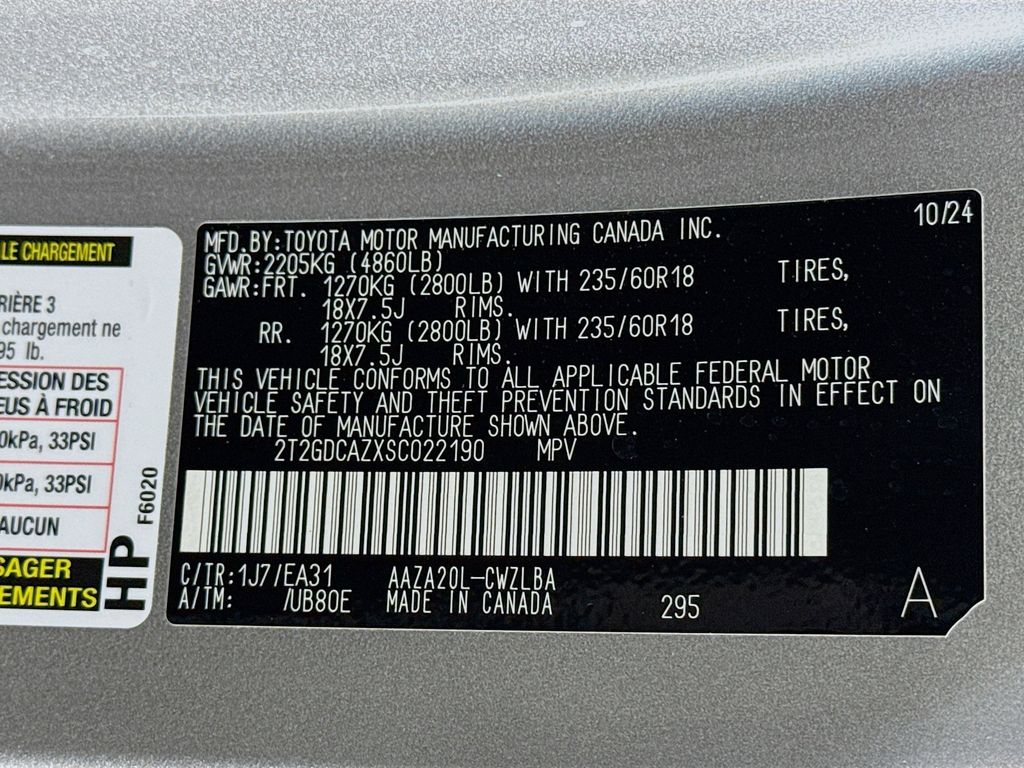 LE CHARGEMENT
RIÈRE 3
chargement ne
95 lb.
ESSION DES
EUS À FROID
0kPa, 33PSI
0kPa, 33PSI
AUCUN
SAGER
EMENTS
HP
F6020
10/24
MFD.BY:TOYOTA MOTOR MANUFACTURING CANADA INC.
GVWR:2205KG (4860LB)
GAWR:FRT. 1270KG (2800LB) WITH 235/60R18 TIRES,
18X7.5J RIMS.
RR. 1270KG (2800LB) WITH 235/60R18 TIRES,
18X7.5J RIMS.
THIS VEHICLE CONFORMS TO ALL APPLICABLE FEDERAL MOTOR
VEHICLE SAFETY AND THEFT PREVENTION STANDARDS IN EFFECT ON
THE DATE OF MANUFACTURE SHOWN ABOVE.
2T2GDCAZXSC022190 MPV
C/TR:1J7/EA31 AAZA20L-CWZLBA
A/TM: /UB80E MADE IN CANADA 295 A